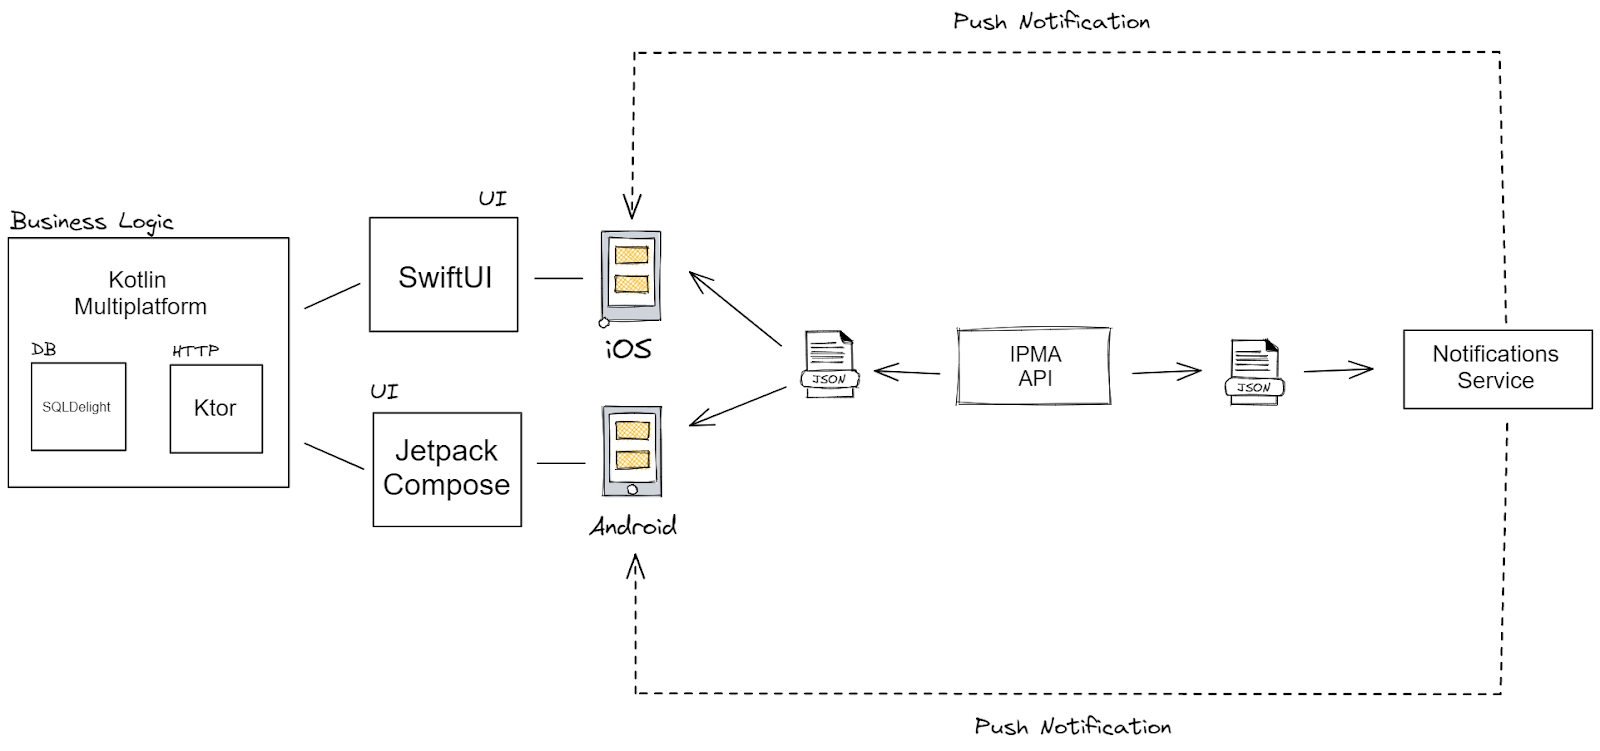 Push Notification
UI
Business Logic
Kotlin
Multiplatform
SwiftUI
DB
HTTP
SQLDelight
Ktor
iOS
UI
Jetpack
Compose
Android
JSON
IPMA
API
JSON
Notifications
Service
Push Notification